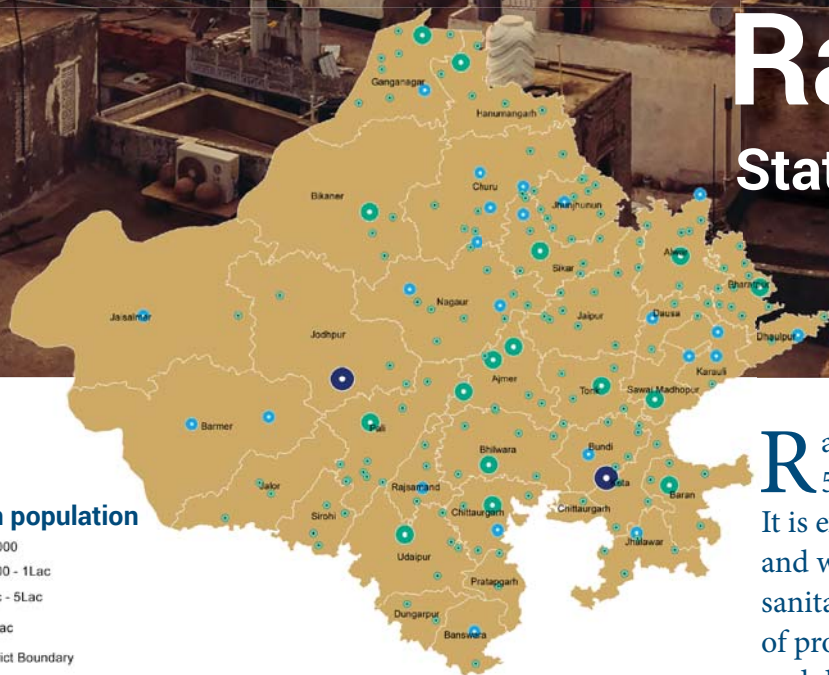 Ra
Stat
Ganganagar
Hanumangarh
Bikaner
Churu
Jhunjhunun
Sikar
Alwar
Bharatpur
Jaisalmer
Nagaur
Jaipur
Dausa
Dhaulpur
Jodhpur
Karauli
Ajmer
Tonk
Sawai Madhopur
Barmer
Pali
Bhilwara
Bundi
Kota
Baran
Jalor
Rajsamand
Sirohi
Chittaurgarh
Chittaurgarh
Jhalawar
Udaipur
Pratapgarh
Dungarpur
Banswara
n population
000
00 - 1Lac
c - 5Lac
ac
ict Boundary
R a
5
It is e
and w
sanita
of pro